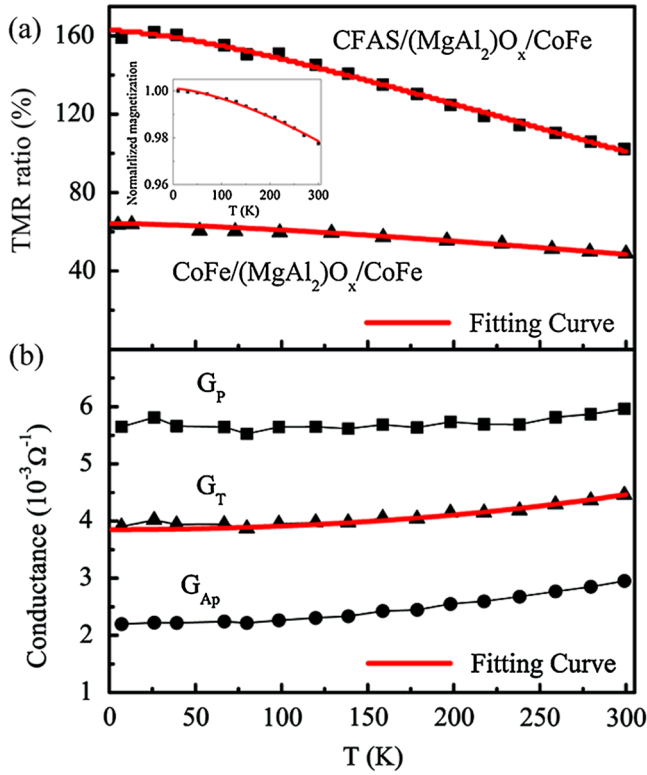 (a)
160
120
80
40
TMR ratio (%)
CFAS/(MgAl2)Ox/CoFe
1.00
0.98
0.96
Normalrlized magnetization
0 100 200 300
T (K)
CoFe/(MgAl2)Ox/CoFe
Fitting Curve
(b)
6
5
4
3
2
1
Conductance (10-3Ω-1)
GP
GT
GAp
Fitting Curve
0 50 100 150 200 250 300
T (K)